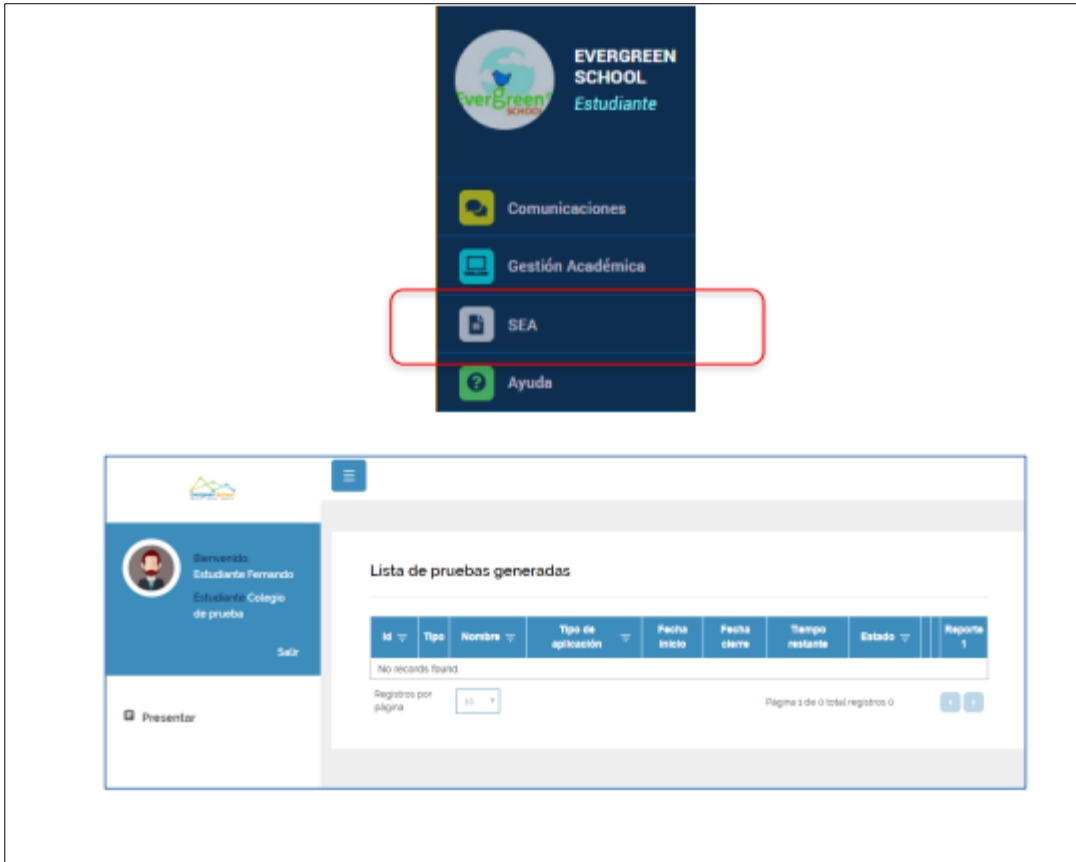 EVERGREEN
SCHOOL
Estudiante
EverGreen
SCHOOL
Comunicaciones
Gestión Académica
SEA
Ayuda
Bienvenido,
Estudiante Fernando
Estudiante Colegio
de prueba
Salir
Presentar
Lista de pruebas generadas
Id Tipo Nombre Tipo de aplicación Fecha inicio Fecha cierre Tiempo restante Estado Reporte 1
No records found.
Registros por
página
10
Página 1 de 0 total registros 0